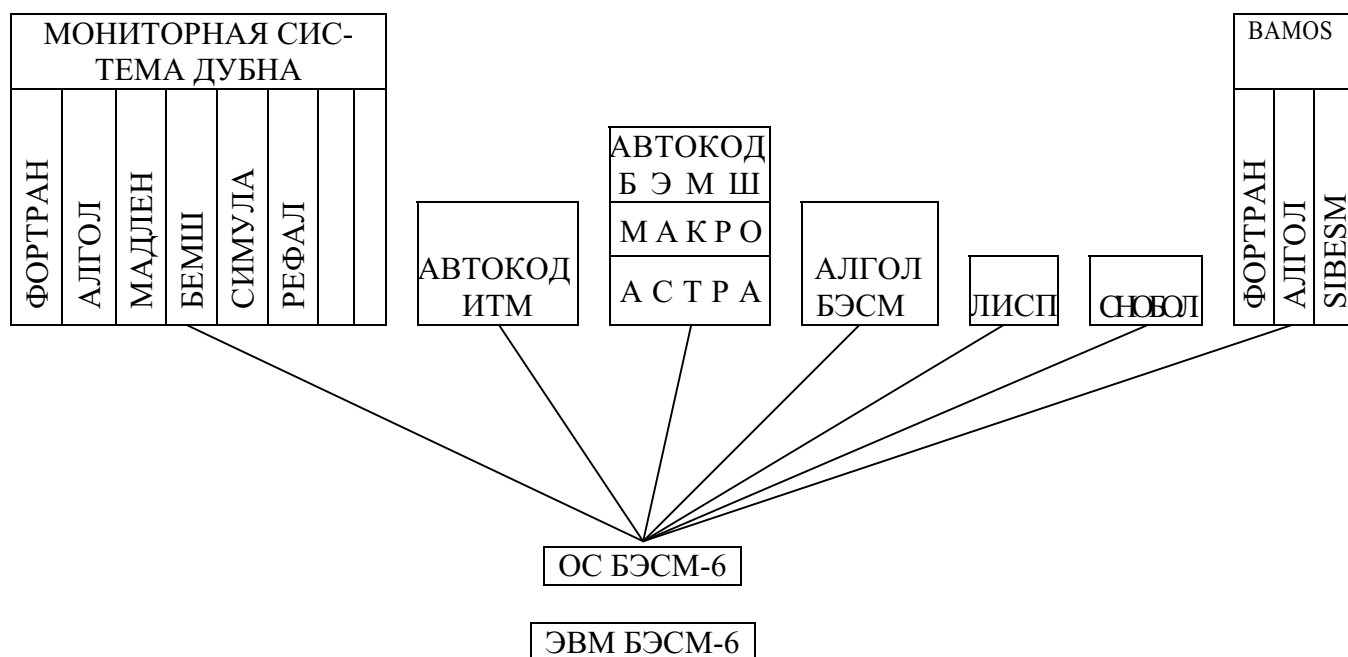 МОНИТОРНАЯ СИС-
ТЕМА ДУБНА
ФОРТРАН
АЛГОЛ
МАДЛЕН
БЕМШ
СИМУЛА
РЕФАЛ
АВТОКОД
ИТМ
АВТОКОД
Б Э М Ш
М А К Р О
А С Т Р А
АЛГОЛ
БЭСМ
ЛИСП
СНОБОЛ
BAMOS
ФОРТРАН
АЛГОЛ
SIBESM
ОС БЭСМ-6
ЭВМ БЭСМ-6